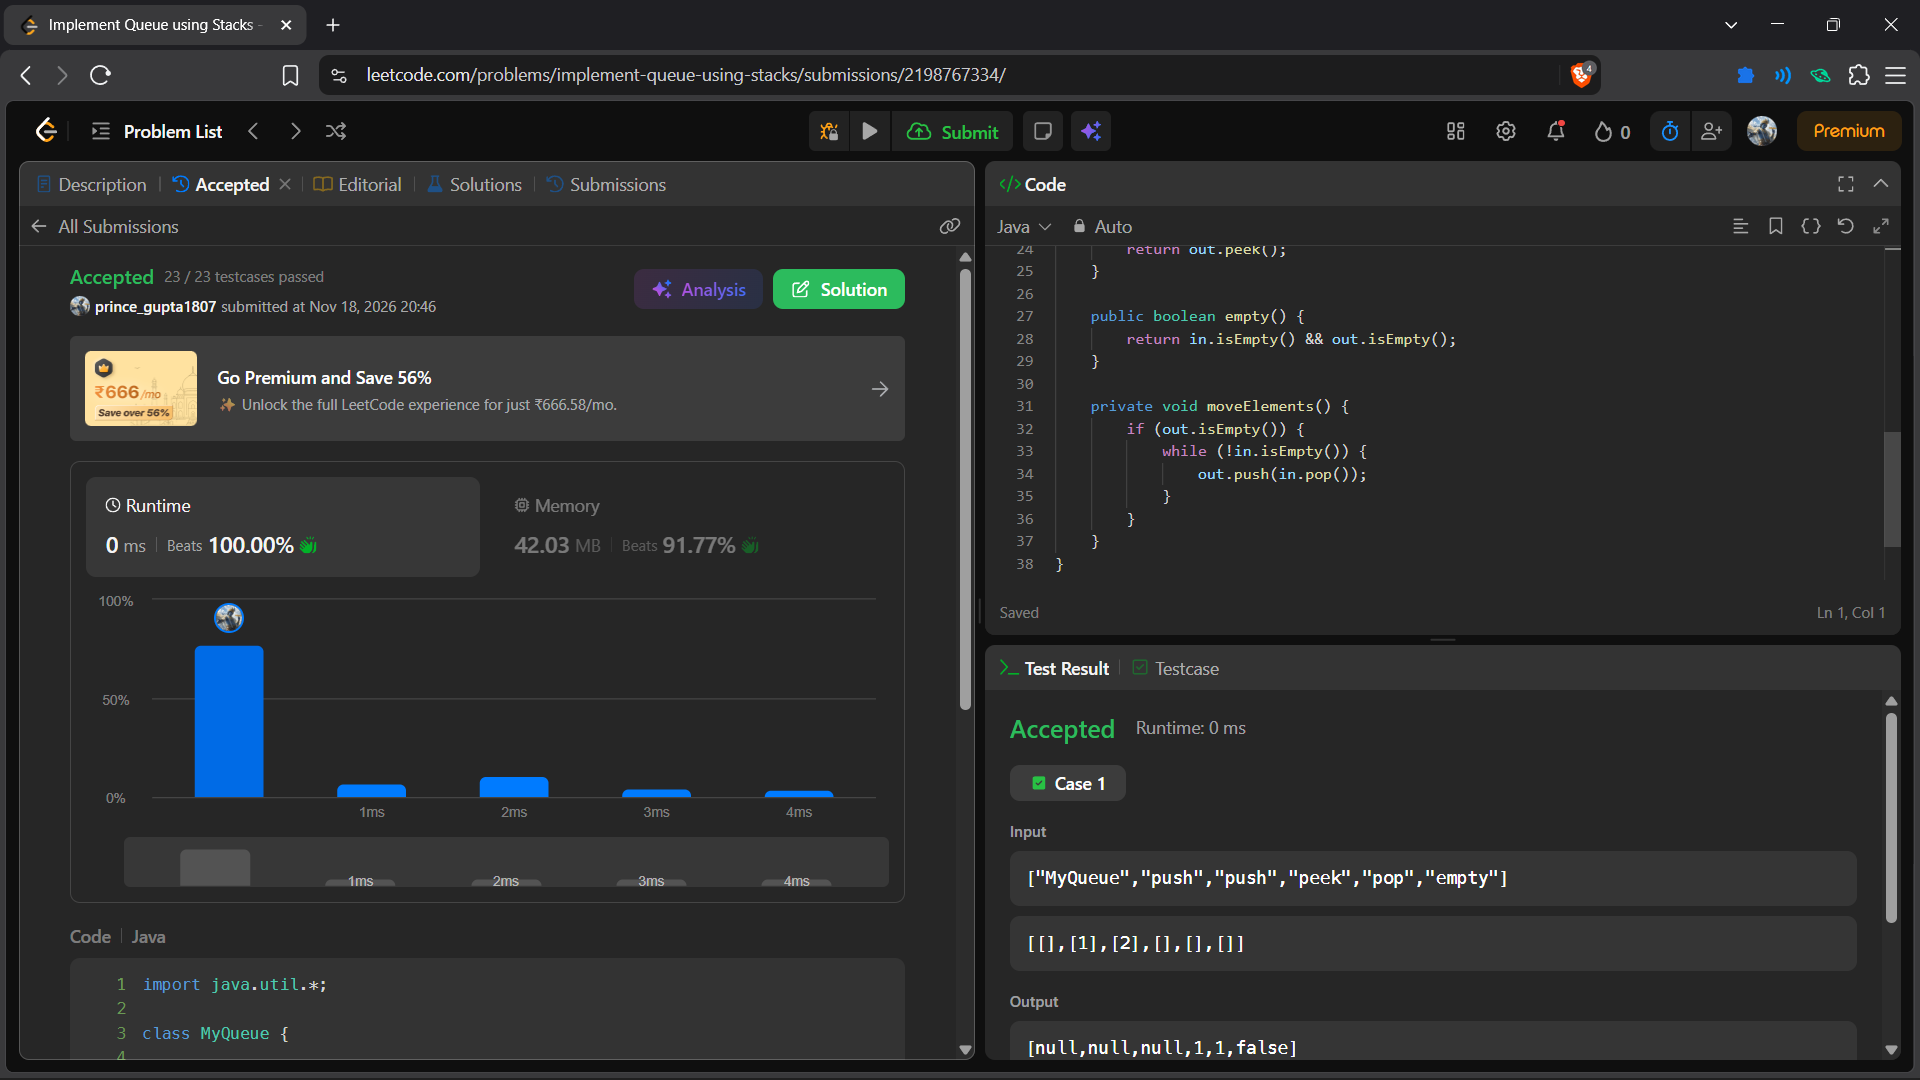 Implement Queue using Stacks -
leetcode.com/problems/implement-queue-using-stacks/submissions/2198767334/
4
Problem List
Submit
0
Premium
Description
Accepted
Editorial
Solutions
Submissions
All Submissions
Accepted 23 / 23 testcases passed
prince_gupta1807 submitted at Nov 18, 2026 20:46
Analysis
Solution
₹666 /mo
Save over 56%
Go Premium and Save 56%
✨ Unlock the full LeetCode experience for just ₹666.58/mo.
Runtime
0 ms Beats 100.00%
Memory
42.03 MB Beats 91.77%
100%
50%
0%
1ms
2ms
3ms
4ms
1ms
2ms
3ms
4ms
Code Java
1 import java.util.*;
2
3 class MyQueue {
4
</> Code
Java
Auto
24 return out.peek();
25 }
26
27 public boolean empty() {
28 return in.isEmpty() && out.isEmpty();
29 }
30
31 private void moveElements() {
32 if (out.isEmpty()) {
33 while (!in.isEmpty()) {
34 out.push(in.pop());
35 }
36 }
37 }
38 }
Saved
Ln 1, Col 1
Test Result
Testcase
Accepted Runtime: 0 ms
Case 1
Input
["MyQueue","push","push","peek","pop","empty"]
[[],[1],[2],[],[],[]]
Output
[null,null,null,1,1,false]